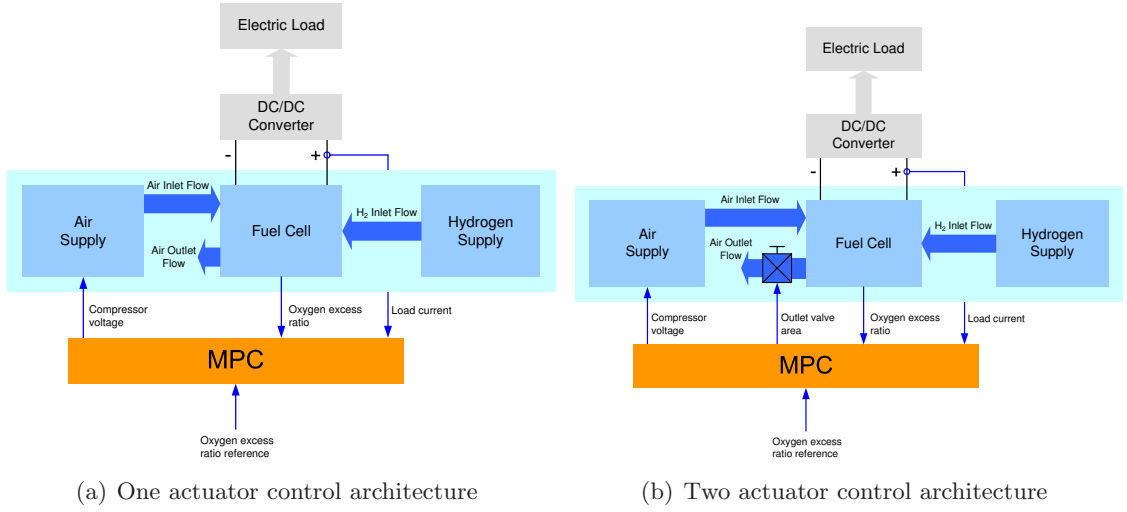 Electric Load
DC/DC
Converter
-
+
Air Inlet Flow
Air
Supply
Fuel Cell
H₂ Inlet Flow
Hydrogen
Supply
Air Outlet
Flow
Compressor
voltage
Oxygen excess
ratio
Load current
MPC
Oxygen excess
ratio reference
(a) One actuator control architecture
Electric Load
DC/DC
Converter
-
+
Air Inlet Flow
Air
Supply
Fuel Cell
H₂ Inlet Flow
Hydrogen
Supply
Air Outlet
Flow
Compressor
voltage
Outlet valve
area
Oxygen excess
ratio
Load current
MPC
Oxygen excess
ratio reference
(b) Two actuator control architecture